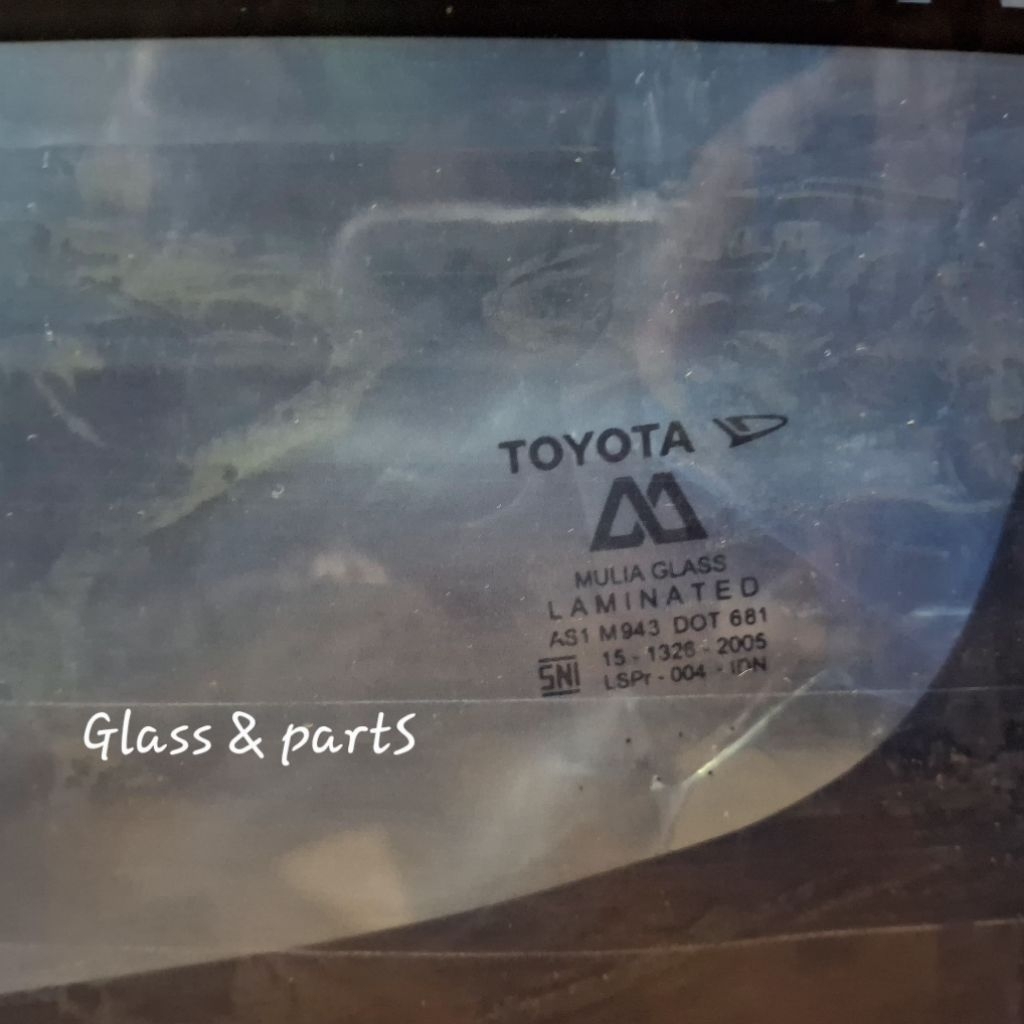 TOYOTA
MULIA GLASS
LAMINATED
AS1 M943 DOT 681
15 - 1326 - 2005
SNI LSPr - 004 - IDN
Glass & partS